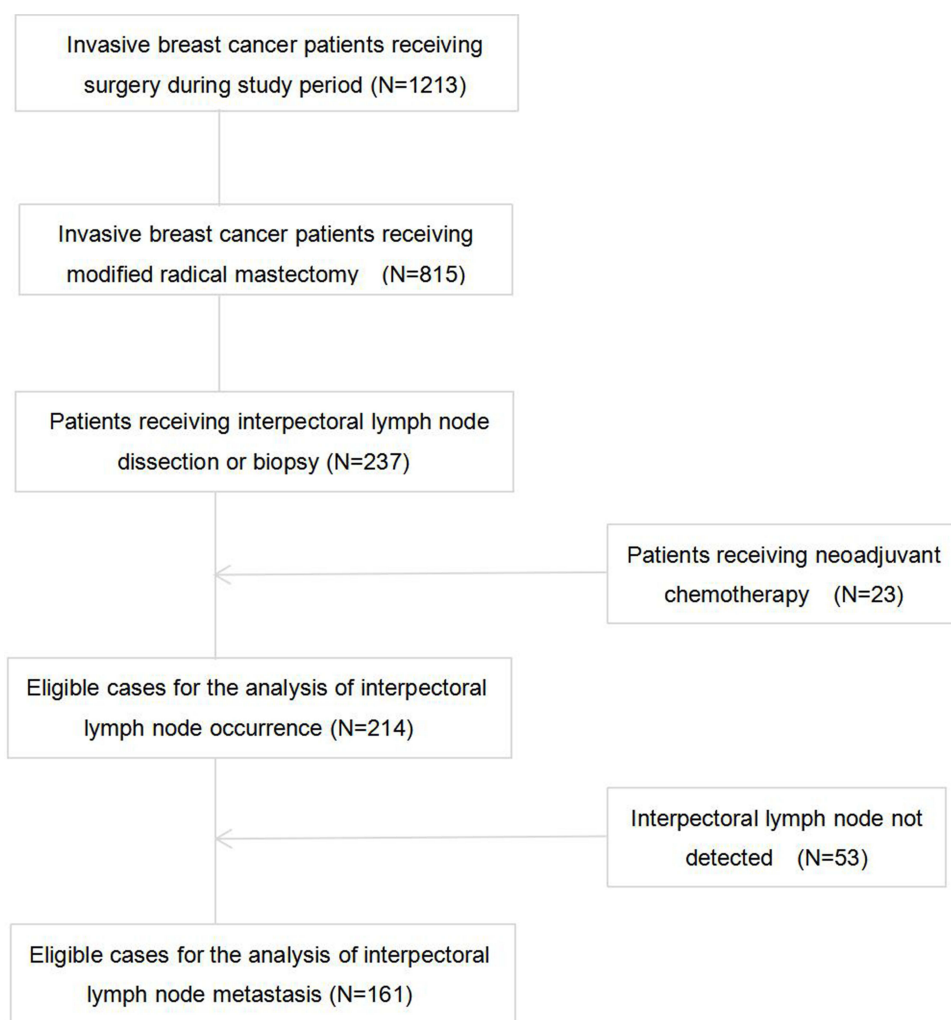 Invasive breast cancer patients receiving
surgery during study period (N=1213)
Invasive breast cancer patients receiving
modified radical mastectomy (N=815)
Patients receiving interpectoral lymph node
dissection or biopsy (N=237)
Patients receiving neoadjuvant
chemotherapy (N=23)
Eligible cases for the analysis of interpectoral
lymph node occurrence (N=214)
Interpectoral lymph node not
detected (N=53)
Eligible cases for the analysis of interpectoral
lymph node metastasis (N=161)